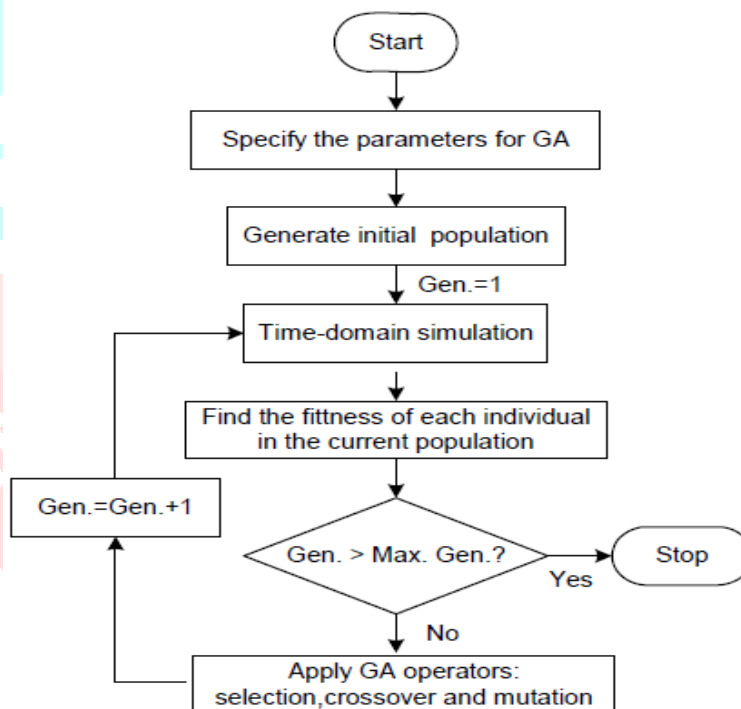 Start
Specify the parameters for GA
Generate initial population
Gen.=1
Time-domain simulation
Find the fittness of each individual
in the current population
Gen.=Gen.+1
Gen. > Max. Gen.?
Yes
Stop
No
Apply GA operators:
selection,crossover and mutation